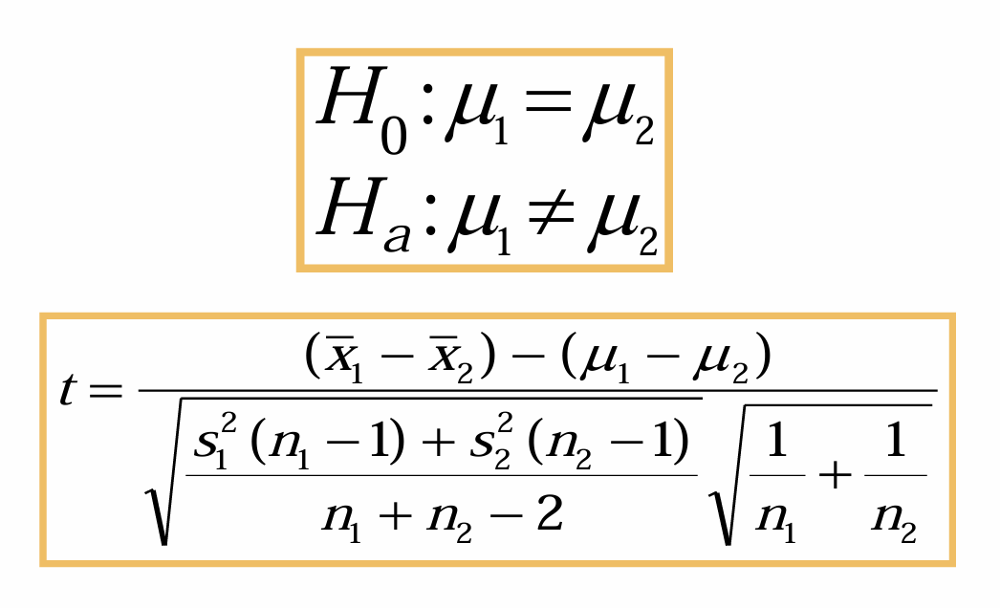 H₀ : μ₁ = μ₂
Hₐ : μ₁ ≠ μ₂
t = ((x̄₁ − x̄₂) − (μ₁ − μ₂)) / (√((s₁²(n₁ − 1) + s₂²(n₂ − 1)) / (n₁ + n₂ − 2)) √(1/n₁ + 1/n₂))